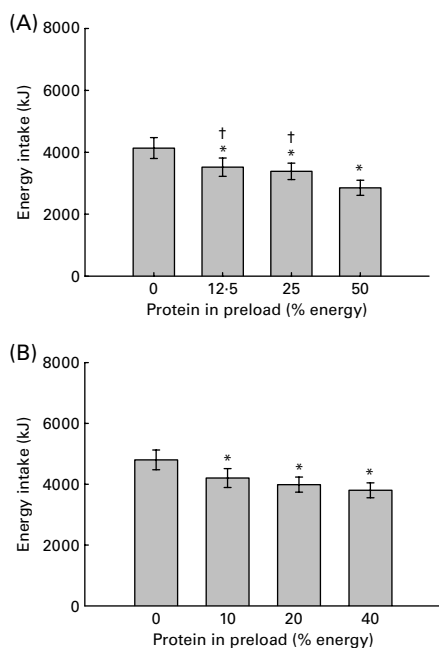 (A)
8000
6000
4000
2000
0
Energy intake (kJ)
†
*
†
*
*
0 12·5 25 50
Protein in preload (% energy)
(B)
8000
6000
4000
2000
0
Energy intake (kJ)
* * *
0 10 20 40
Protein in preload (% energy)